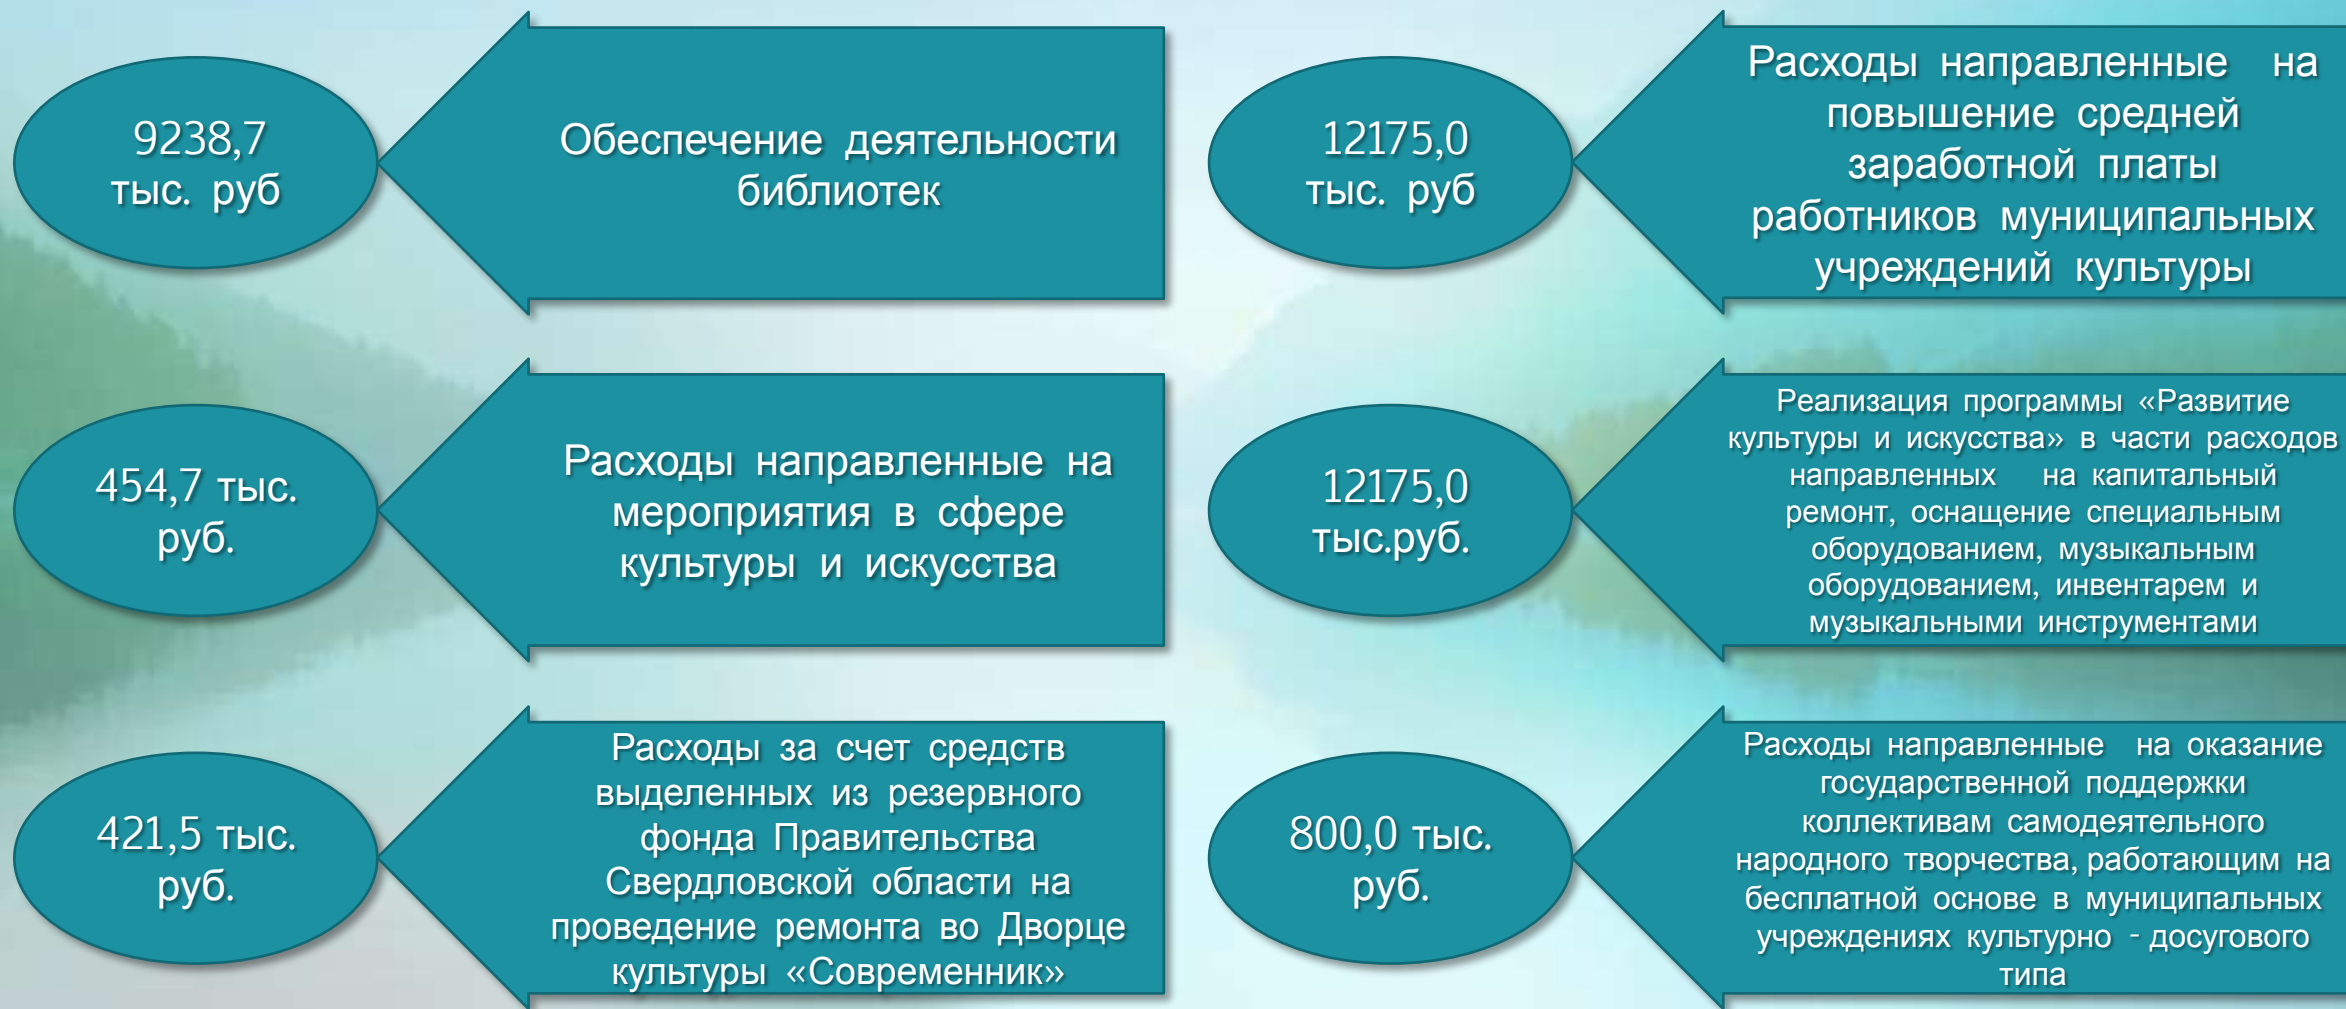 9238,7
тыс. руб
Обеспечение деятельности
библиотек
12175,0
тыс. руб
Расходы направленные на
повышение средней
заработной платы
работников муниципальных
учреждений культуры
454,7 тыс.
руб.
Расходы направленные на
мероприятия в сфере
культуры и искусства
12175,0
тыс.руб.
Реализация программы «Развитие
культуры и искусства» в части расходов
направленных на капитальный
ремонт, оснащение специальным
оборудованием, музыкальным
оборудованием, инвентарем и
музыкальными инструментами
421,5 тыс.
руб.
Расходы за счет средств
выделенных из резервного
фонда Правительства
Свердловской области на
проведение ремонта во Дворце
культуры «Современник»
800,0 тыс.
руб.
Расходы направленные на оказание
государственной поддержки
коллективам самодеятельного
народного творчества, работающим на
бесплатной основе в муниципальных
учреждениях культурно - досугового
типа